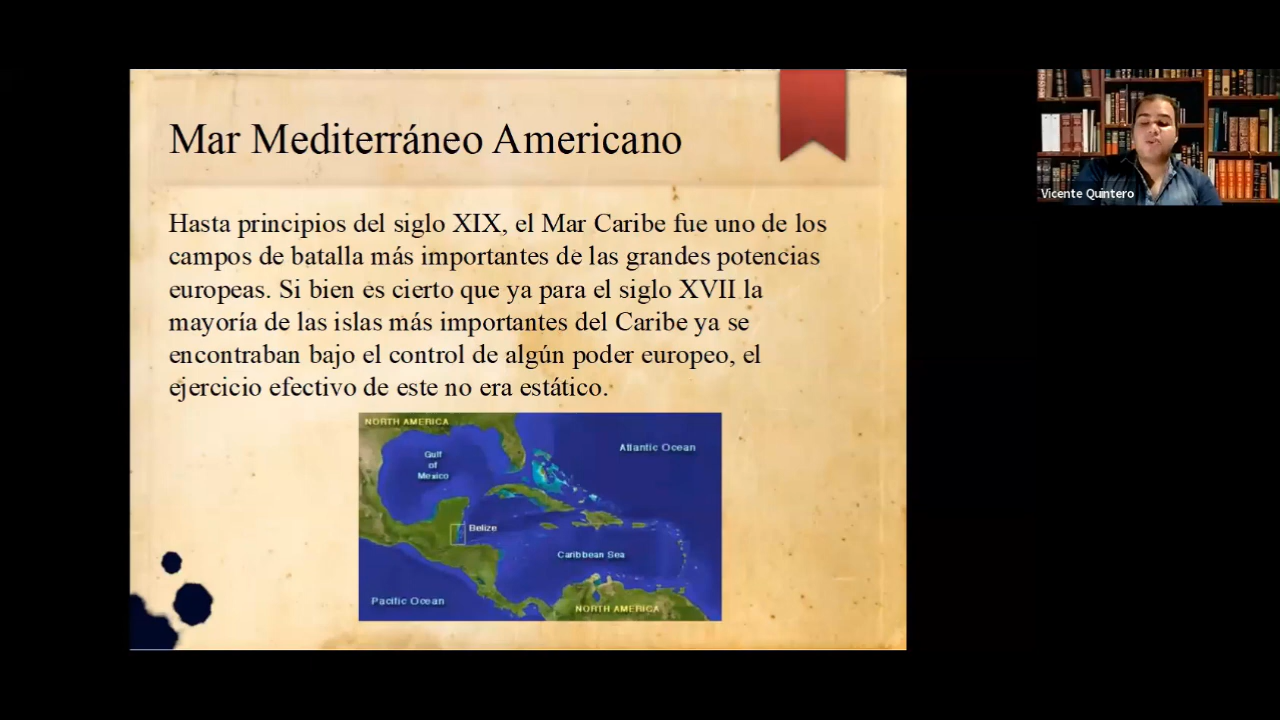 Mar Mediterráneo Americano
Hasta principios del siglo XIX, el Mar Caribe fue uno de los
campos de batalla más importantes de las grandes potencias
europeas. Si bien es cierto que ya para el siglo XVII la
mayoría de las islas más importantes del Caribe ya se
encontraban bajo el control de algún poder europeo, el
ejercicio efectivo de este no era estático.
NORTH AMERICA
Gulf
of
Mexico
Atlantic Ocean
Belize
Caribbean Sea
Pacific Ocean
NORTH AMERICA
Vicente Quintero